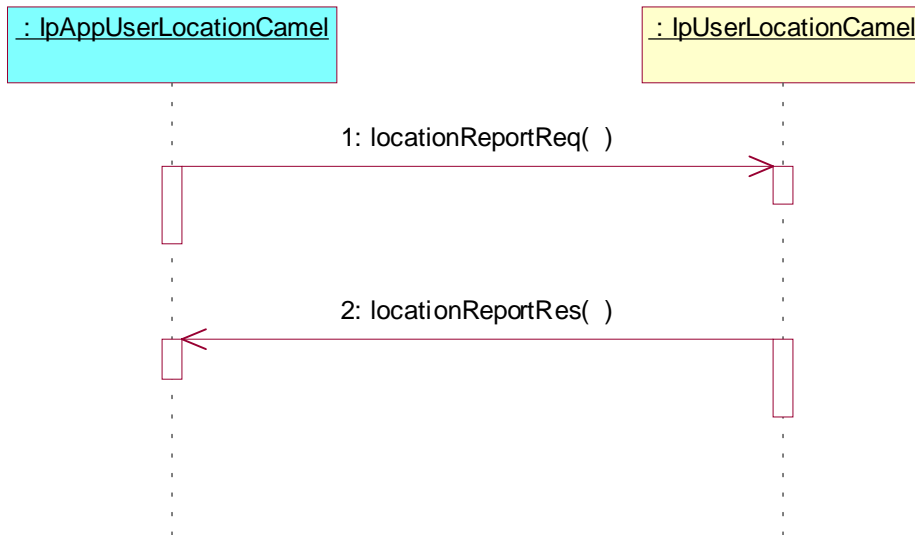 : IpAppUserLocationCamel
: IpUserLocationCamel
1: locationReportReq( )
2: locationReportRes( )